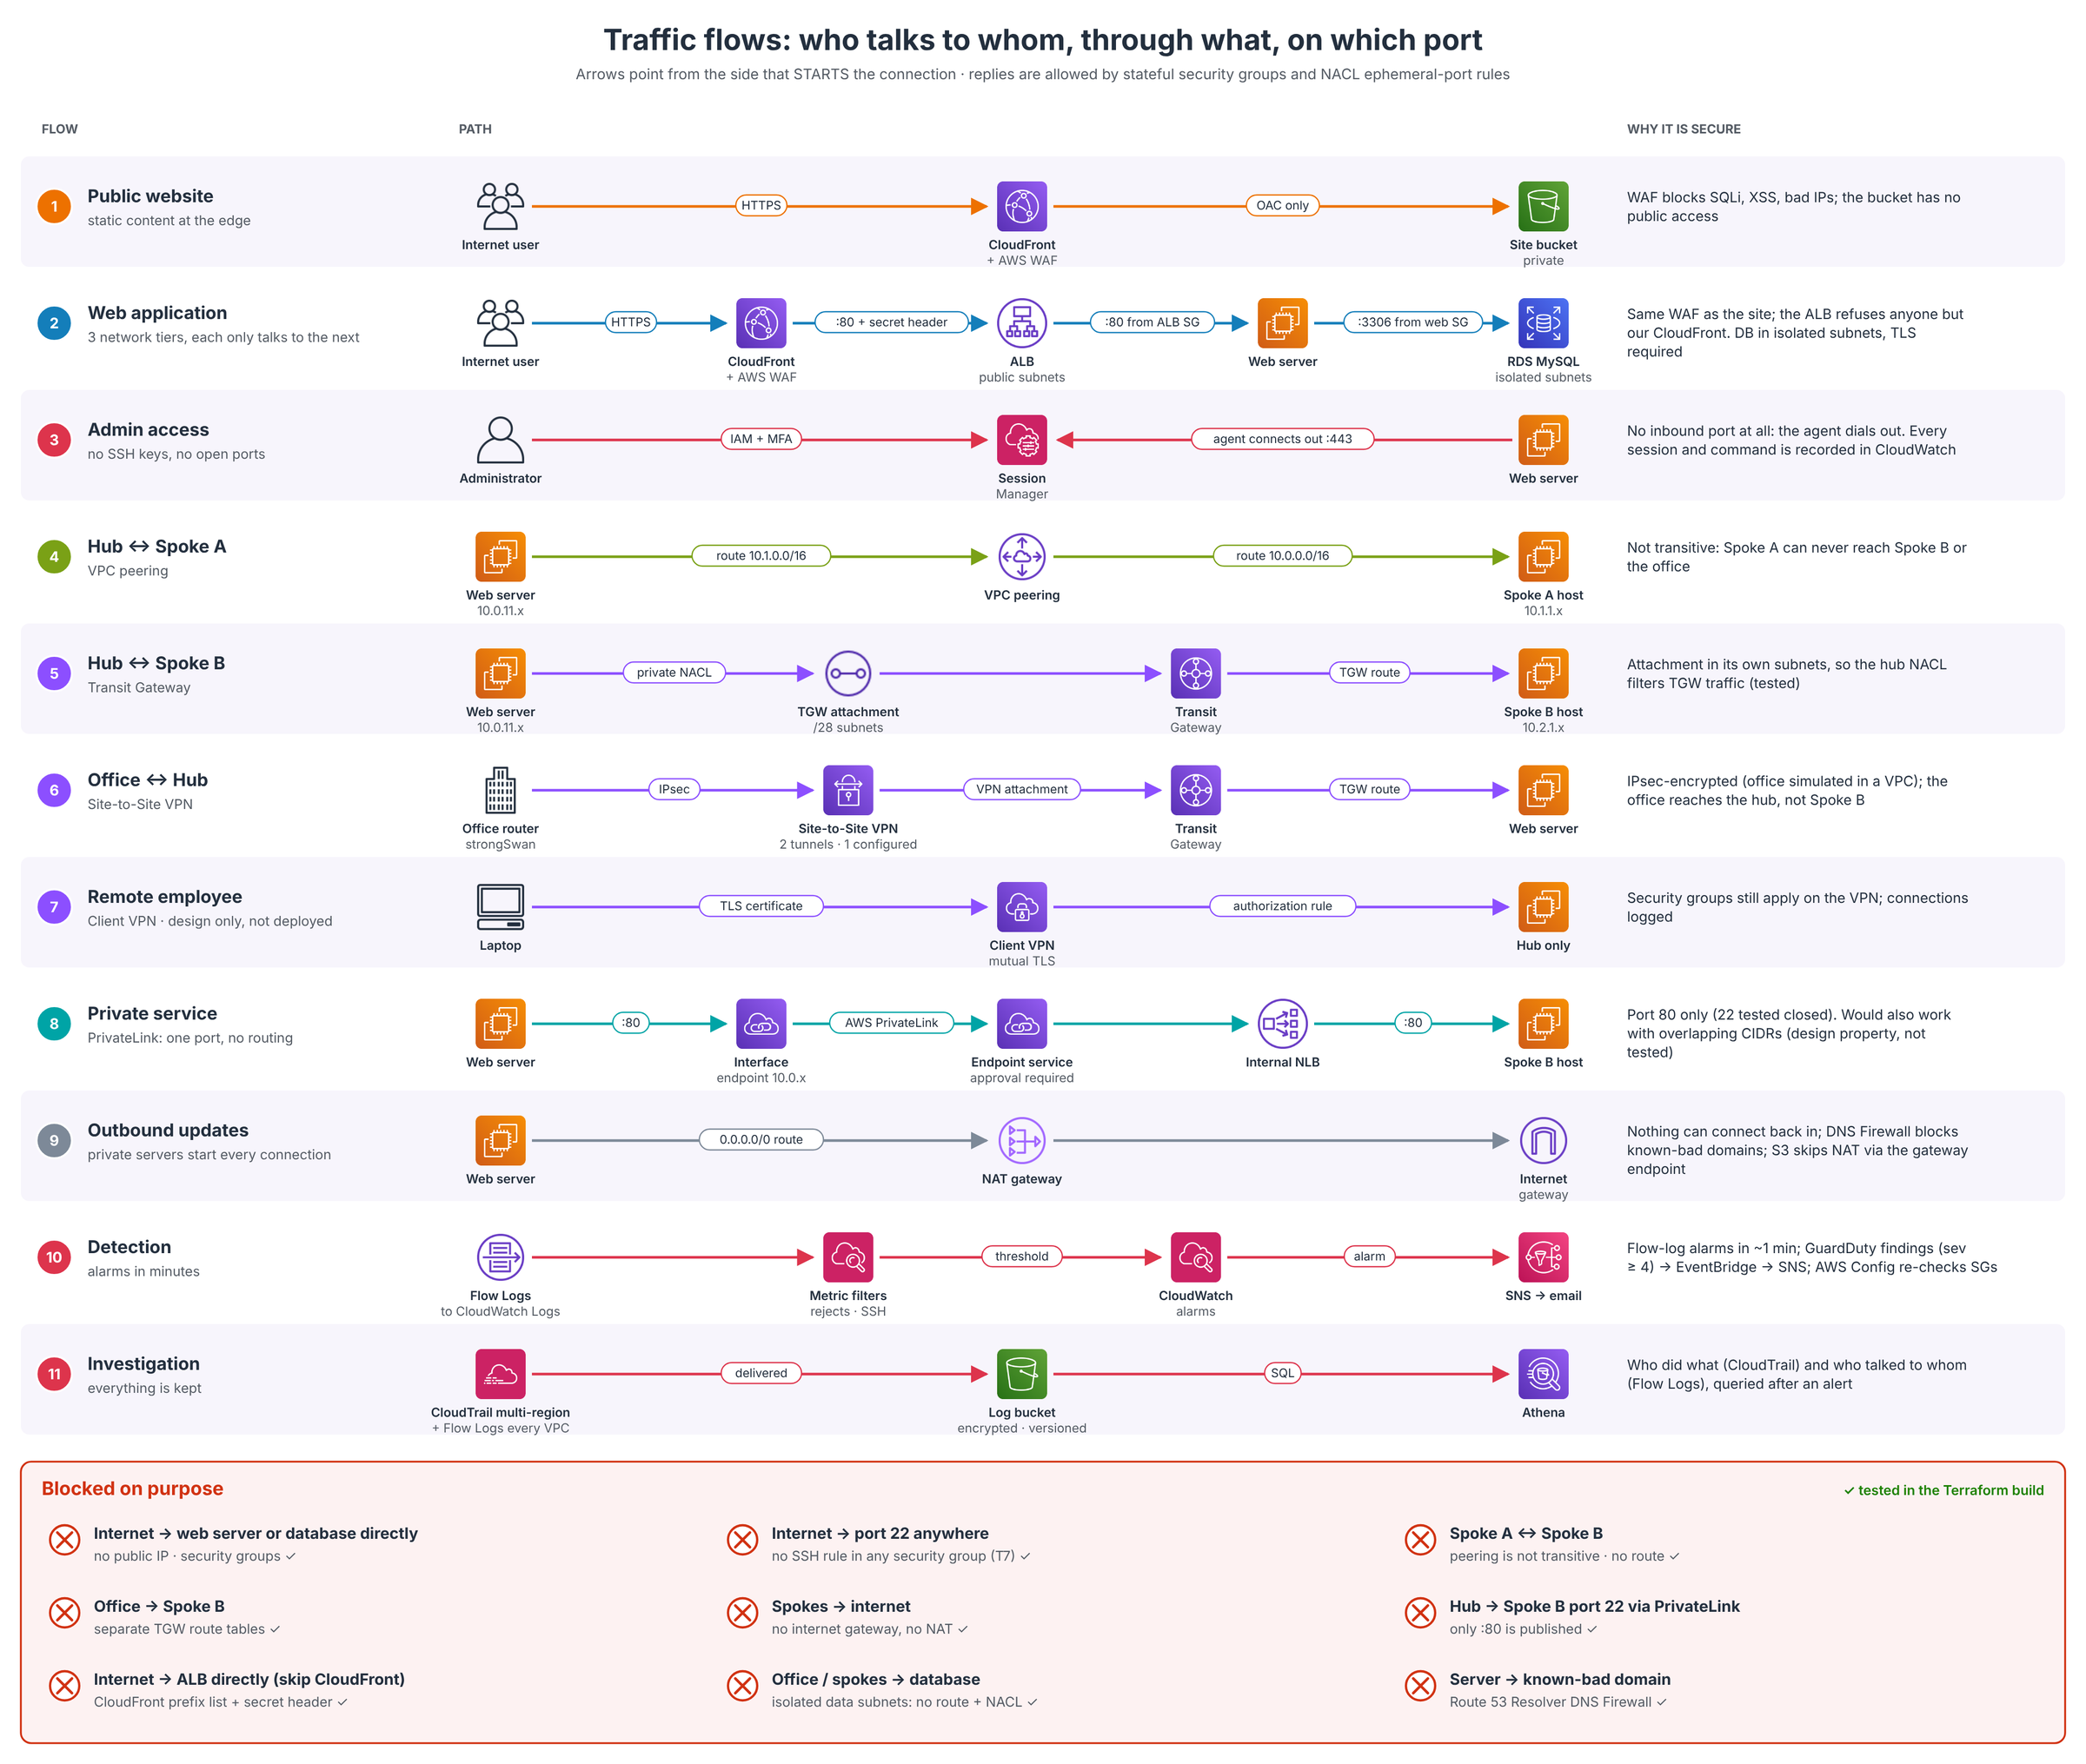 Traffic flows: who talks to whom, through what, on which port
Arrows point from the side that STARTS the connection · replies are allowed by stateful security groups and NACL ephemeral-port rules
FLOW
PATH
WHY IT IS SECURE
1
Public website
static content at the edge
Internet user
HTTPS
CloudFront
+ AWS WAF
OAC only
Site bucket
private
WAF blocks SQLi, XSS, bad IPs; the bucket has no
public access
2
Web application
3 network tiers, each only talks to the next
Internet user
HTTPS
CloudFront
+ AWS WAF
:80 + secret header
ALB
public subnets
:80 from ALB SG
Web server
:3306 from web SG
RDS MySQL
isolated subnets
Same WAF as the site; the ALB refuses anyone but
our CloudFront. DB in isolated subnets, TLS
required
3
Admin access
no SSH keys, no open ports
Administrator
IAM + MFA
Session
Manager
agent connects out :443
Web server
No inbound port at all: the agent dials out. Every
session and command is recorded in CloudWatch
4
Hub ↔ Spoke A
VPC peering
Web server
10.0.11.x
route 10.1.0.0/16
VPC peering
route 10.0.0.0/16
Spoke A host
10.1.1.x
Not transitive: Spoke A can never reach Spoke B or
the office
5
Hub ↔ Spoke B
Transit Gateway
Web server
10.0.11.x
private NACL
TGW attachment
/28 subnets
Transit
Gateway
TGW route
Spoke B host
10.2.1.x
Attachment in its own subnets, so the hub NACL
filters TGW traffic (tested)
6
Office ↔ Hub
Site-to-Site VPN
Office router
strongSwan
IPsec
Site-to-Site VPN
2 tunnels · 1 configured
VPN attachment
Transit
Gateway
TGW route
Web server
IPsec-encrypted (office simulated in a VPC); the
office reaches the hub, not Spoke B
7
Remote employee
Client VPN · design only, not deployed
Laptop
TLS certificate
Client VPN
mutual TLS
authorization rule
Hub only
Security groups still apply on the VPN; connections
logged
8
Private service
PrivateLink: one port, no routing
Web server
:80
Interface
endpoint 10.0.x
AWS PrivateLink
Endpoint service
approval required
Internal NLB
:80
Spoke B host
Port 80 only (22 tested closed). Would also work
with overlapping CIDRs (design property, not
tested)
9
Outbound updates
private servers start every connection
Web server
0.0.0.0/0 route
NAT gateway
Internet
gateway
Nothing can connect back in; DNS Firewall blocks
known-bad domains; S3 skips NAT via the gateway
endpoint
10
Detection
alarms in minutes
Flow Logs
to CloudWatch Logs
Metric filters
rejects · SSH
threshold
CloudWatch
alarms
alarm
SNS → email
Flow-log alarms in ~1 min; GuardDuty findings (sev
≥ 4) → EventBridge → SNS; AWS Config re-checks SGs
11
Investigation
everything is kept
CloudTrail multi-region
+ Flow Logs every VPC
delivered
Log bucket
encrypted · versioned
SQL
Athena
Who did what (CloudTrail) and who talked to whom
(Flow Logs), queried after an alert
Blocked on purpose
✓ tested in the Terraform build
Internet → web server or database directly
no public IP · security groups ✓
Internet → port 22 anywhere
no SSH rule in any security group (T7) ✓
Spoke A ↔ Spoke B
peering is not transitive · no route ✓
Office → Spoke B
separate TGW route tables ✓
Spokes → internet
no internet gateway, no NAT ✓
Hub → Spoke B port 22 via PrivateLink
only :80 is published ✓
Internet → ALB directly (skip CloudFront)
CloudFront prefix list + secret header ✓
Office / spokes → database
isolated data subnets: no route + NACL ✓
Server → known-bad domain
Route 53 Resolver DNS Firewall ✓